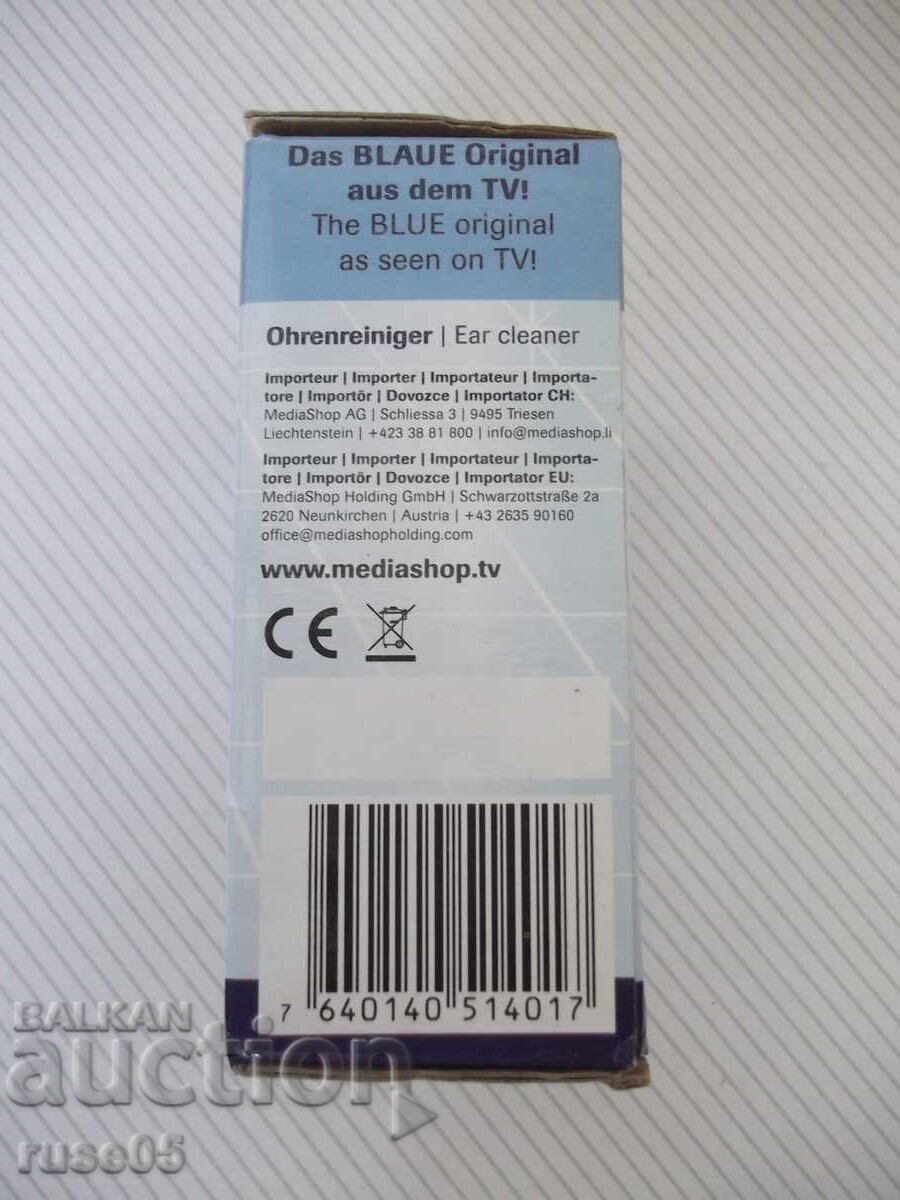 Das BLAUE Original
aus dem TV!
The BLUE original
as seen on TV!
Ohrenreiniger | Ear cleaner
Importeur | Importer | Importateur | Importa-
tore | Importör | Dovozce | Importator CH:
MediaShop AG | Schliessa 3 | 9495 Triesen
Liechtenstein | +423 38 81 800 | info@mediashop.li
Importeur | Importer | Importateur | Importa-
tore | Importör | Dovozce | Importator EU:
MediaShop Holding GmbH | Schwarzottstraße 2a
2620 Neunkirchen | Austria | +43 2635 90160
office@mediashopholding.com
www.mediashop.tv
CE
7 640140 514017
BALKAN
auction
ruse05